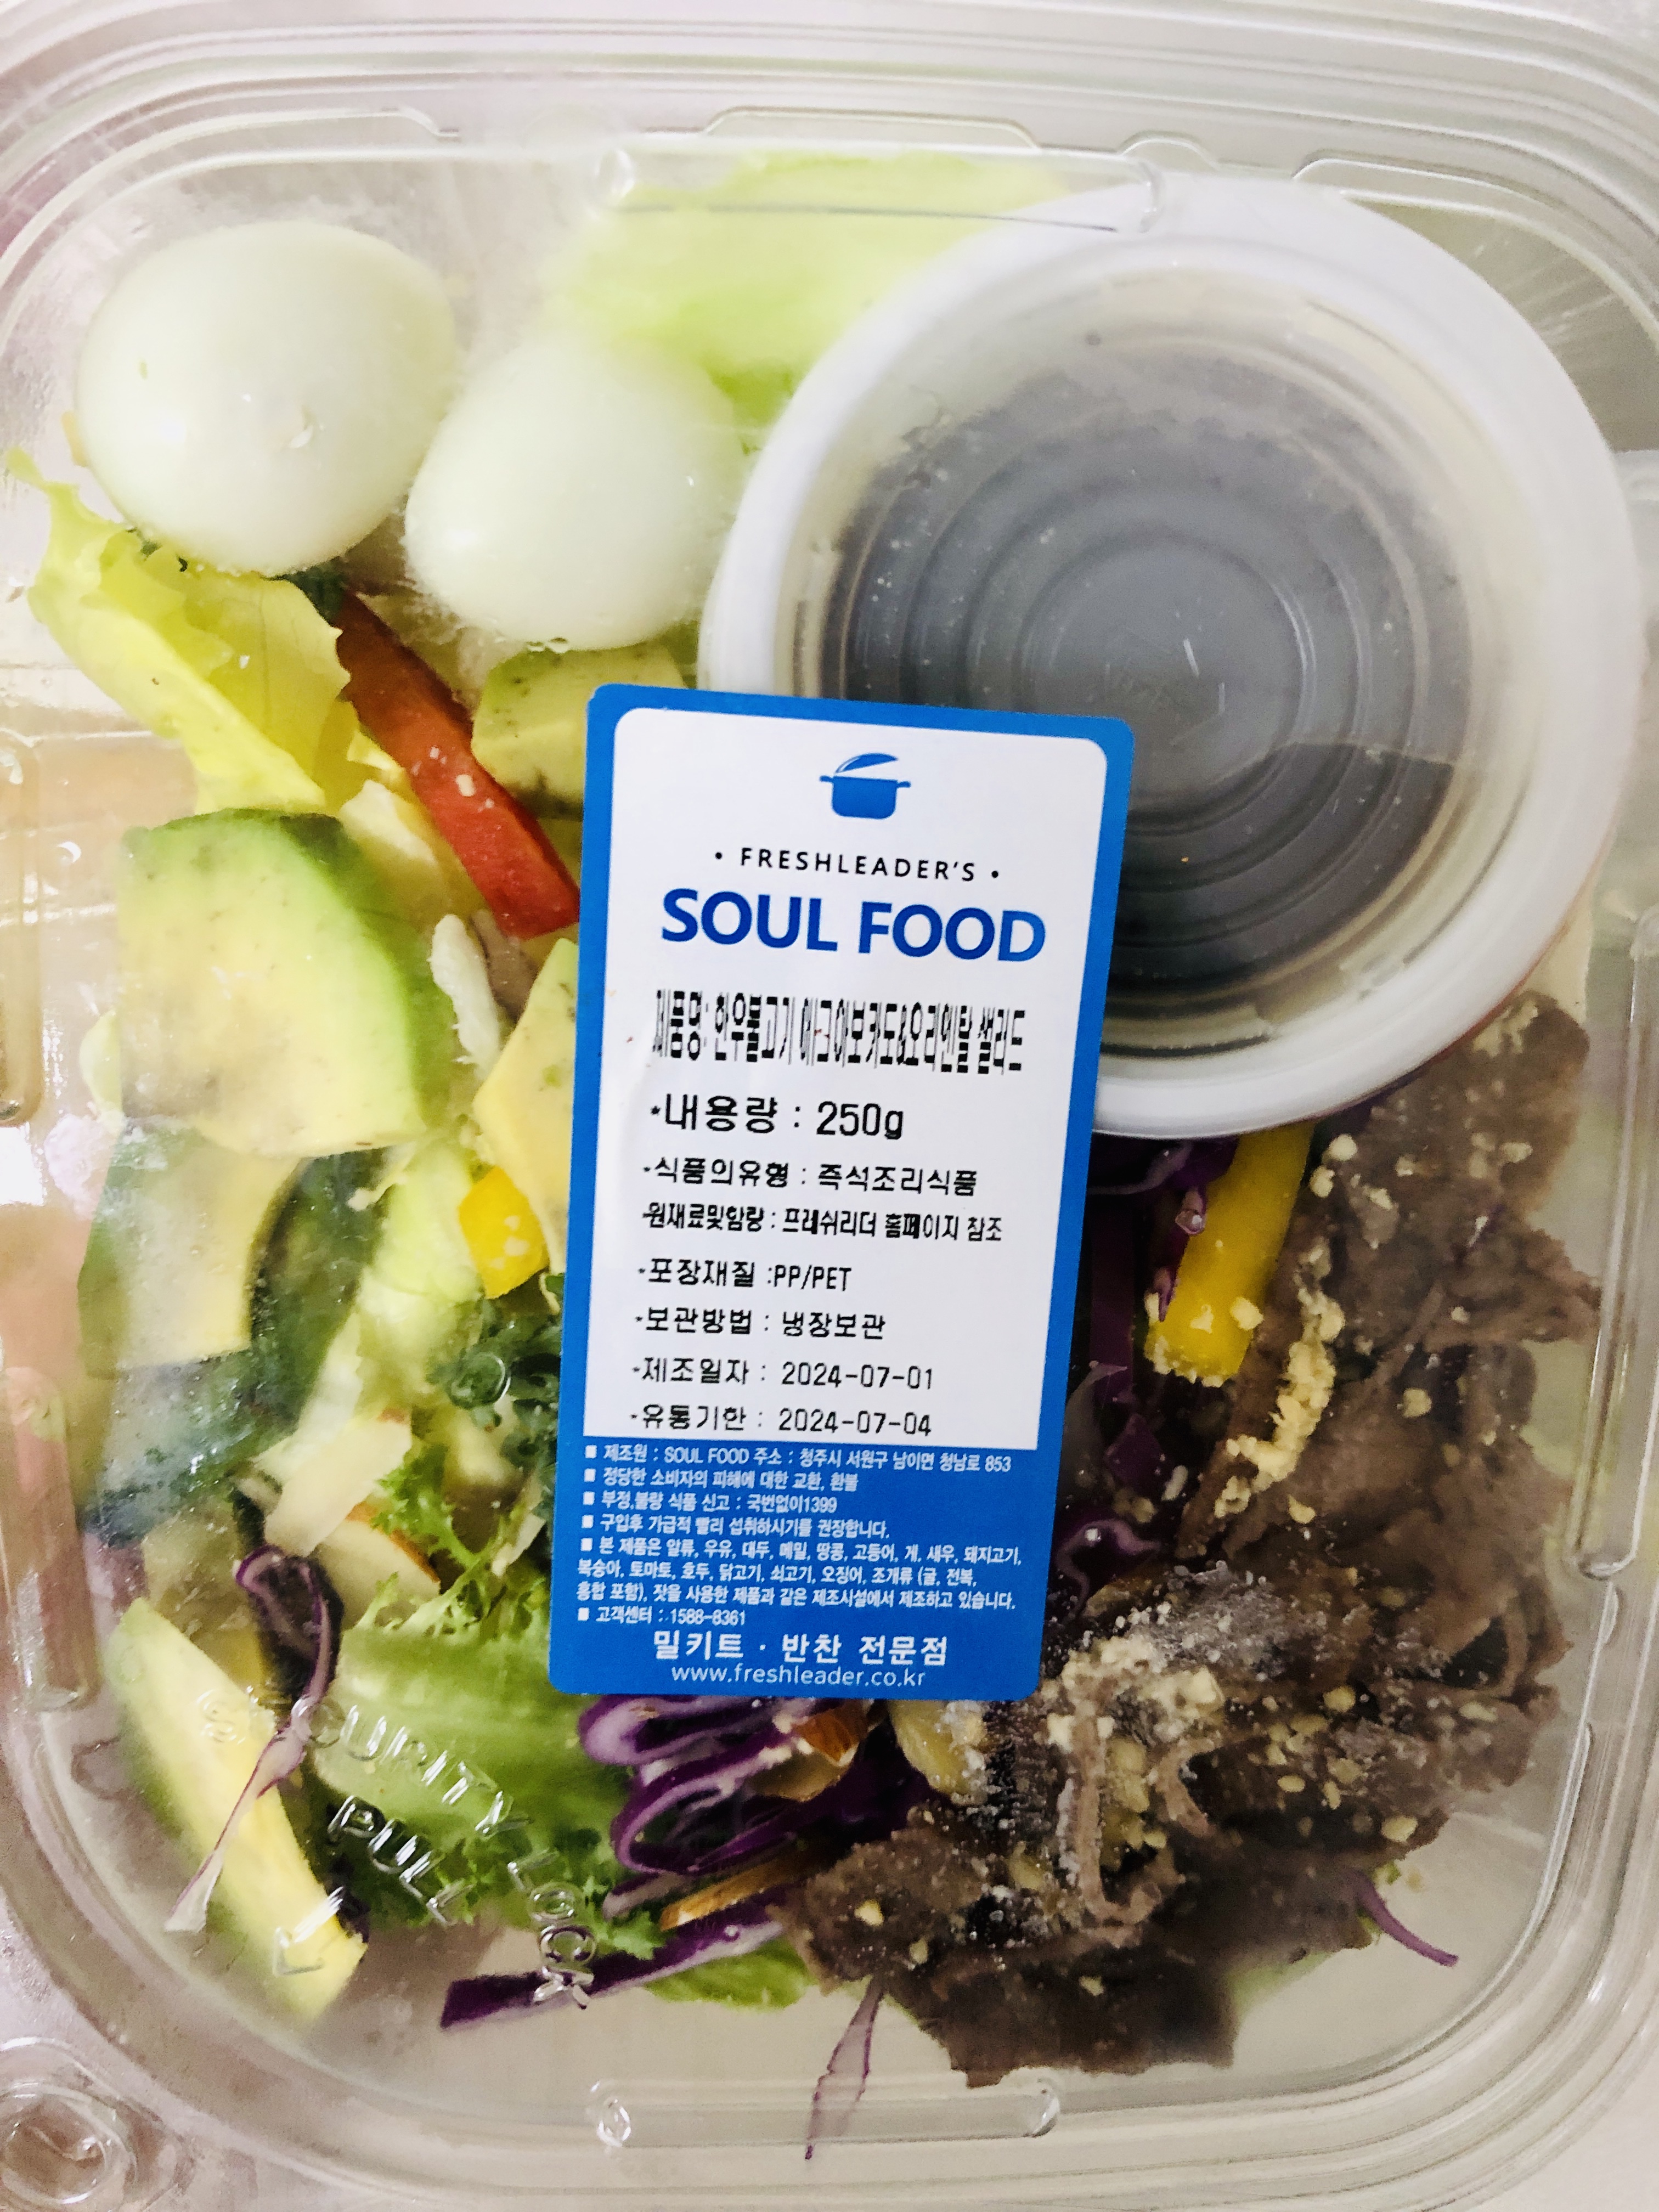 • FRESHLEADER'S •
SOUL FOOD
제품명: 한우불고기 에그아보카도&오리엔탈 샐러드
·내용량 : 250g
·식품의유형 : 즉석조리식품
원재료및함량 : 프레쉬리더 홈페이지 참조
·포장재질 :PP/PET
·보관방법 : 냉장보관
·제조일자 : 2024-07-01
·유통기한 : 2024-07-04
■ 제조원 : SOUL FOOD 주소 : 청주시 서원구 남이면 청남로 853
■ 정당한 소비자의 피해에 대한 교환, 환불
■ 부정,불량 식품 신고 : 국번없이1399
■ 구입후 가급적 빨리 섭취하시기를 권장합니다.
■ 본 제품은 알류, 우유, 대두, 메밀, 땅콩, 고등어, 게, 새우, 돼지고기,
복숭아, 토마토, 호두, 닭고기, 쇠고기, 오징어, 조개류 (굴, 전복,
홍합 포함), 잣을 사용한 제품과 같은 제조시설에서 제조하고 있습니다.
■ 고객센터 : 1588-8361
밀키트 · 반찬 전문점
www.freshleader.co.kr
SECURITY LOCK
PULL